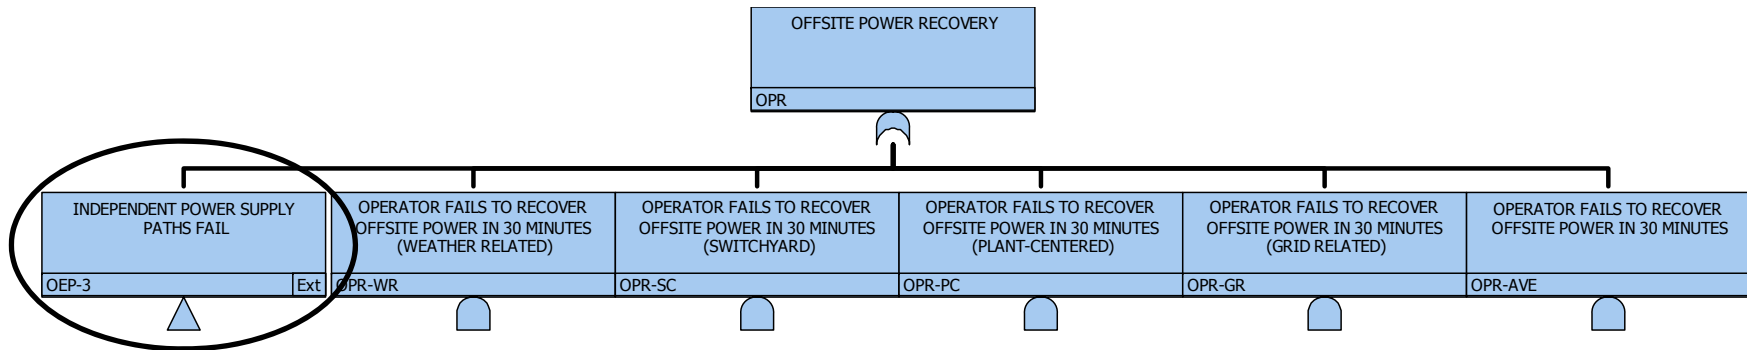 OFFSITE POWER RECOVERY
OPR
INDEPENDENT POWER SUPPLY
PATHS FAIL
OEP-3
Ext
OPERATOR FAILS TO RECOVER
OFFSITE POWER IN 30 MINUTES
(WEATHER RELATED)
OPR-WR
OPERATOR FAILS TO RECOVER
OFFSITE POWER IN 30 MINUTES
(SWITCHYARD)
OPR-SC
OPERATOR FAILS TO RECOVER
OFFSITE POWER IN 30 MINUTES
(PLANT-CENTERED)
OPR-PC
OPERATOR FAILS TO RECOVER
OFFSITE POWER IN 30 MINUTES
(GRID RELATED)
OPR-GR
OPERATOR FAILS TO RECOVER
OFFSITE POWER IN 30 MINUTES
OPR-AVE